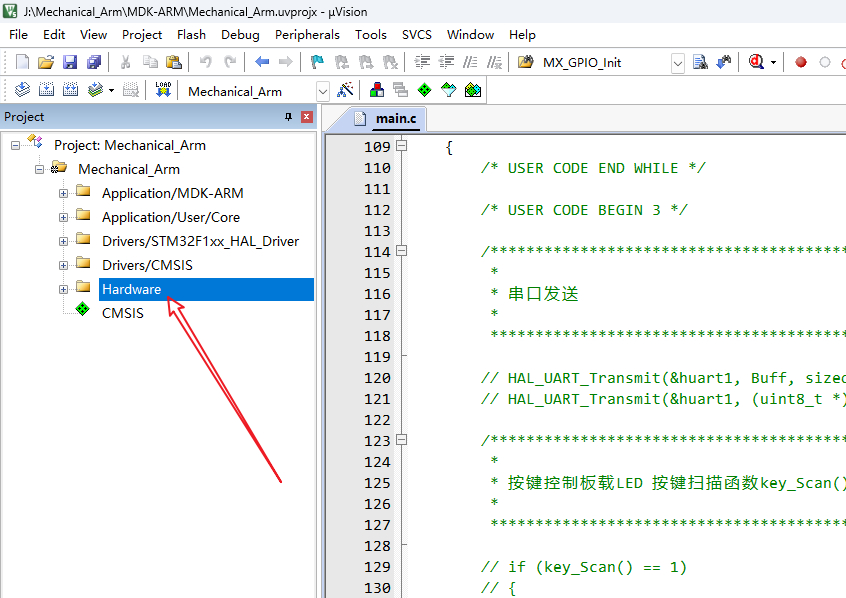 J:\Mechanical_Arm\MDK-ARM\Mechanical_Arm.uvprojx - µVision
File Edit View Project Flash Debug Peripherals Tools SVCS Window Help
MX_GPIO_Init
LOAD
Mechanical_Arm
Project
main.c
Project: Mechanical_Arm
Mechanical_Arm
Application/MDK-ARM
Application/User/Core
Drivers/STM32F1xx_HAL_Driver
Drivers/CMSIS
Hardware
CMSIS
109 {
110 /* USER CODE END WHILE */
111
112 /* USER CODE BEGIN 3 */
113
114 /****************************************
115 *
116 * 串口发送
117 *
118 ****************************************
119
120 // HAL_UART_Transmit(&huart1, Buff, sizeo
121 // HAL_UART_Transmit(&huart1, (uint8_t *)
122
123 /****************************************
124 *
125 * 按键控制板载LED 按键扫描函数key_Scan()
126 *
127 ****************************************
128
129 // if (key_Scan() == 1)
130 // {